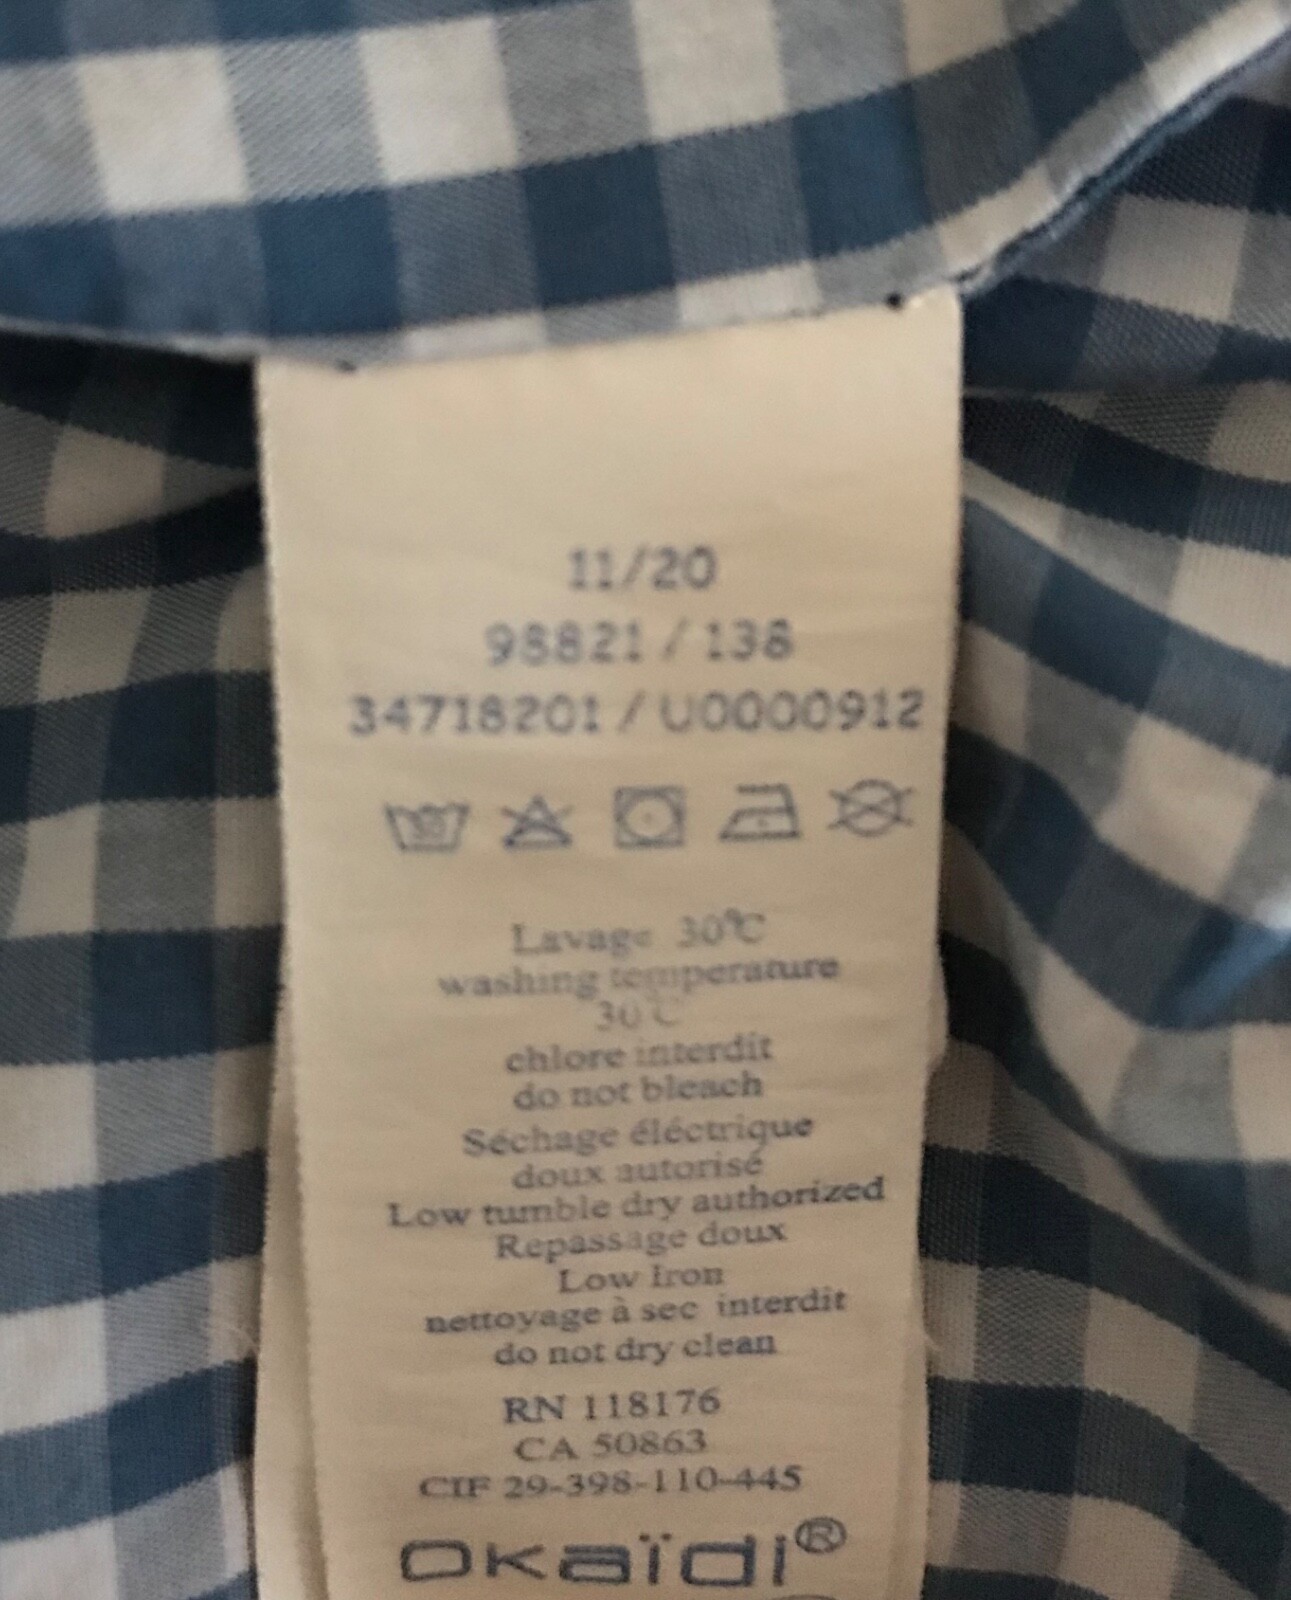 11/20
98821 / 138
34718201 / U0000912
30
Lavage 30°C
washing temperature
30°C
chlore interdit
do not bleach
Séchage éléctrique
doux autorisé
Low tumble dry authorized
Repassage doux
Low Iron
nettoyage à sec interdit
do not dry clean
RN 118176
CA 50863
CIF 29-398-110-445
Okaïdi®